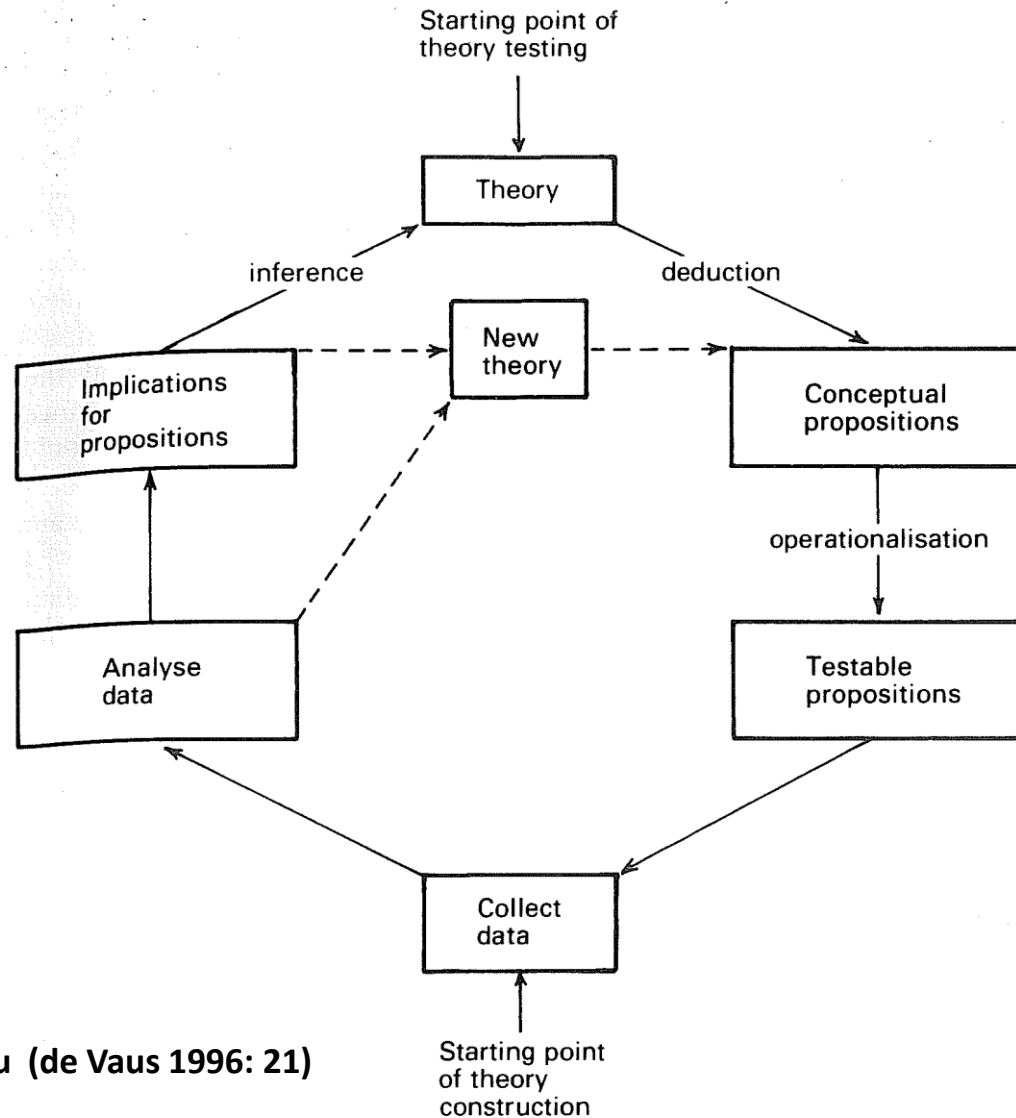 Starting point of
theory testing
Theory
inference
deduction
New
theory
Implications
for
propositions
Conceptual
propositions
operationalisation
Analyse
data
Testable
propositions
Collect
data
(de Vaus 1996: 21)
Starting point
of theory
construction